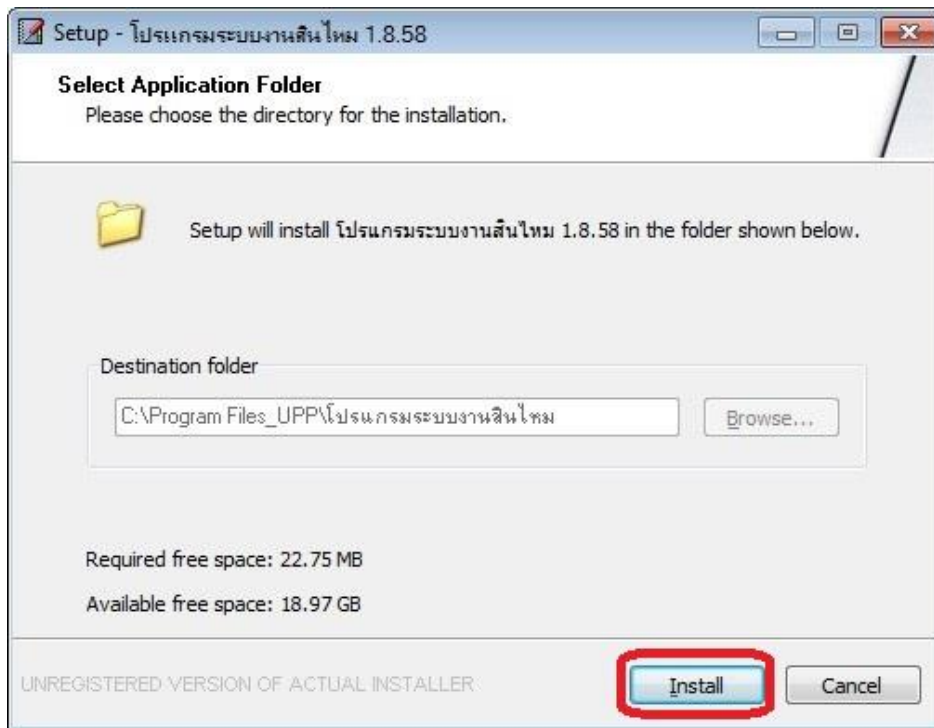 Setup - โปรแกรมระบบงานสินไหม 1.8.58
Select Application Folder
Please choose the directory for the installation.
Setup will install โปรแกรมระบบงานสินไหม 1.8.58 in the folder shown below.
Destination folder
C:\Program Files_UPP\โปรแกรมระบบงานสินไหม
Browse...
Required free space: 22.75 MB
Available free space: 18.97 GB
UNREGISTERED VERSION OF ACTUAL INSTALLER
Install
Cancel